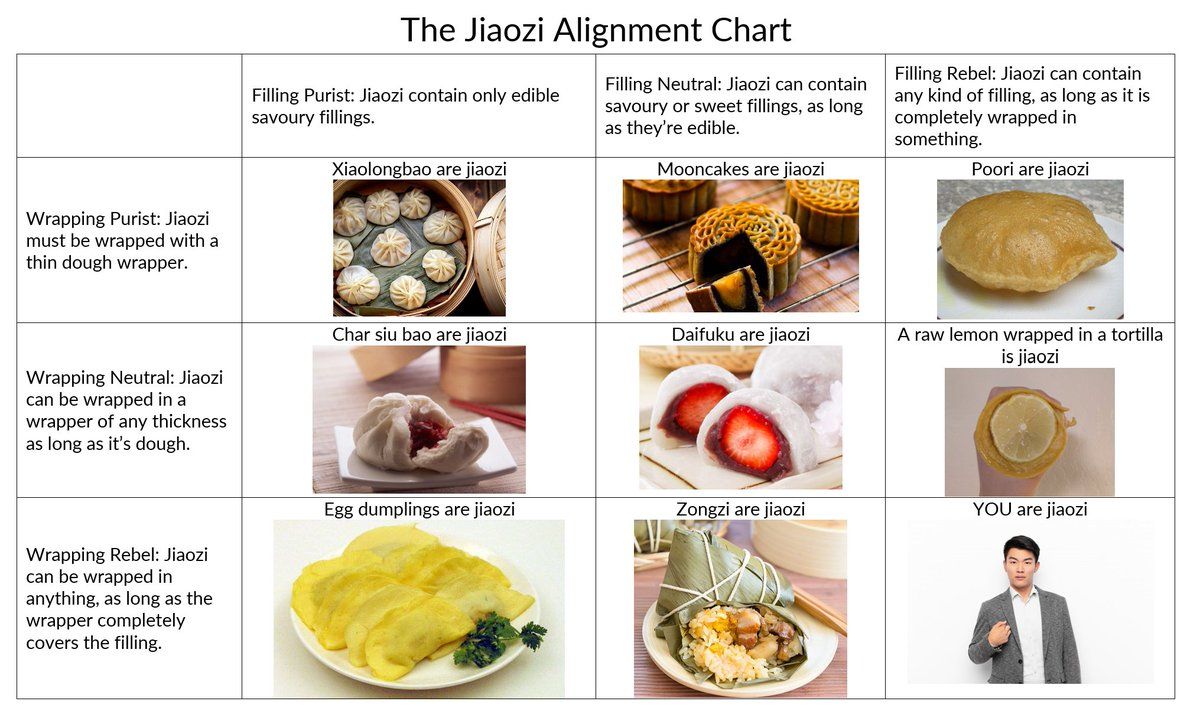 The Jiaozi Alignment Chart
Filling Purist: Jiaozi contain only edible
savoury fillings.
Filling Neutral: Jiaozi can contain
savoury or sweet fillings, as long
as they're edible.
Filling Rebel: Jiaozi can contain
any kind of filling, as long as it is
completely wrapped in
something.
Wrapping Purist: Jiaozi
must be wrapped with a
thin dough wrapper.
Xiaolongbao are jiaozi
Mooncakes are jiaozi
Poori are jiaozi
Wrapping Neutral: Jiaozi
can be wrapped in a
wrapper of any thickness
as long as it's dough.
Char siu bao are jiaozi
Daifuku are jiaozi
A raw lemon wrapped in a tortilla
is jiaozi
Wrapping Rebel: Jiaozi
can be wrapped in
anything, as long as the
wrapper completely
covers the filling.
Egg dumplings are jiaozi
Zongzi are jiaozi
YOU are jiaozi